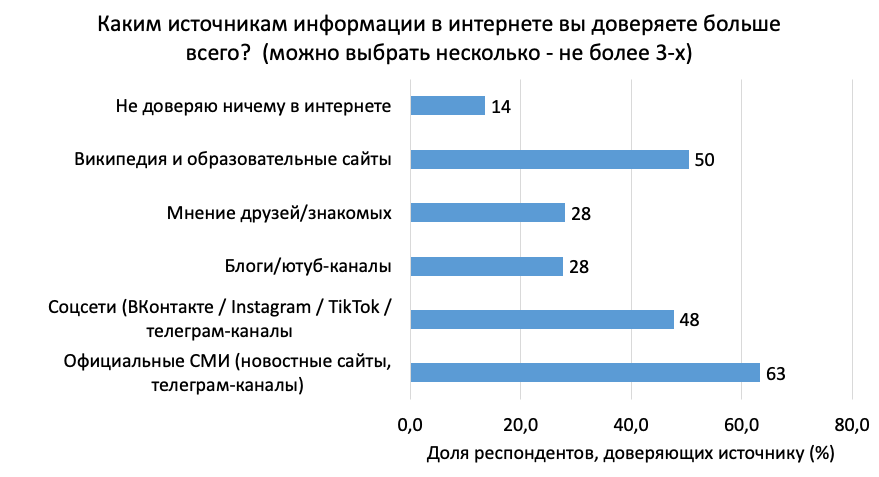 Каким источникам информации в интернете вы доверяете больше
всего?  (можно выбрать несколько - не более 3-х)
Не доверяю ничему в интернете
14
Википедия и образовательные сайты
50
Мнение друзей/знакомых
28
Блоги/ютуб-каналы
28
Соцсети (ВКонтакте / Instagram / TikTok /
телеграм-каналы
48
Официальные СМИ (новостные сайты,
телеграм-каналы)
63
0,0 20,0 40,0 60,0 80,0
Доля респондентов, доверяющих источнику (%)